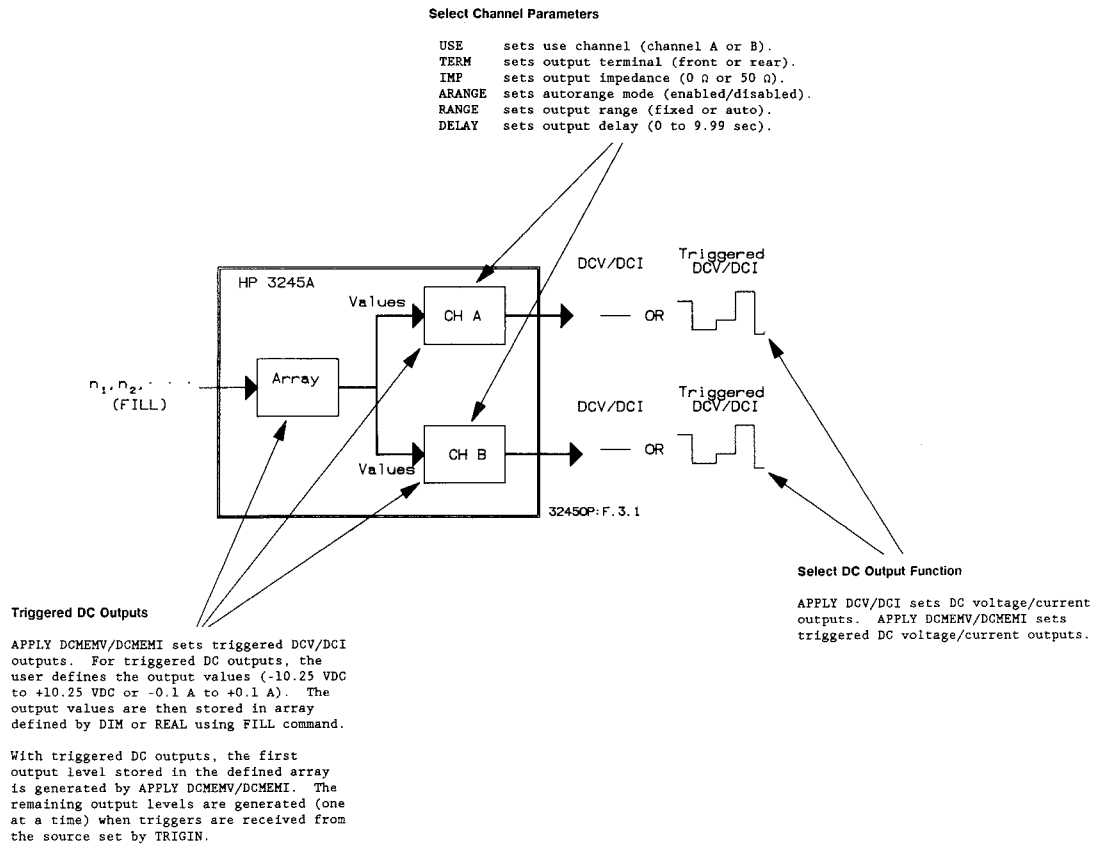 Select Channel Parameters
USE sets use channel (channel A or B).
TERM sets output terminal (front or rear).
IMP sets output impedance (0 Ω or 50 Ω).
ARANGE sets autorange mode (enabled/disabled).
RANGE sets output range (fixed or auto).
DELAY sets output delay (0 to 9.99 sec).
HP 3245A
Values
CH A
DCV/DCI
Triggered
DCV/DCI
OR
Array
n₁, n₂, · · ·
(FILL)
Values
CH B
DCV/DCI
Triggered
DCV/DCI
OR
3245OP:F.3.1
Select DC Output Function
APPLY DCV/DCI sets DC voltage/current
outputs. APPLY DCMEMV/DCMEMI sets
triggered DC voltage/current outputs.
Triggered DC Outputs
APPLY DCMEMV/DCMEMI sets triggered DCV/DCI
outputs. For triggered DC outputs, the
user defines the output values (-10.25 VDC
to +10.25 VDC or -0.1 A to +0.1 A). The
output values are then stored in array
defined by DIM or REAL using FILL command.
With triggered DC outputs, the first
output level stored in the defined array
is generated by APPLY DCMEMV/DCMEMI. The
remaining output levels are generated (one
at a time) when triggers are received from
the source set by TRIGIN.